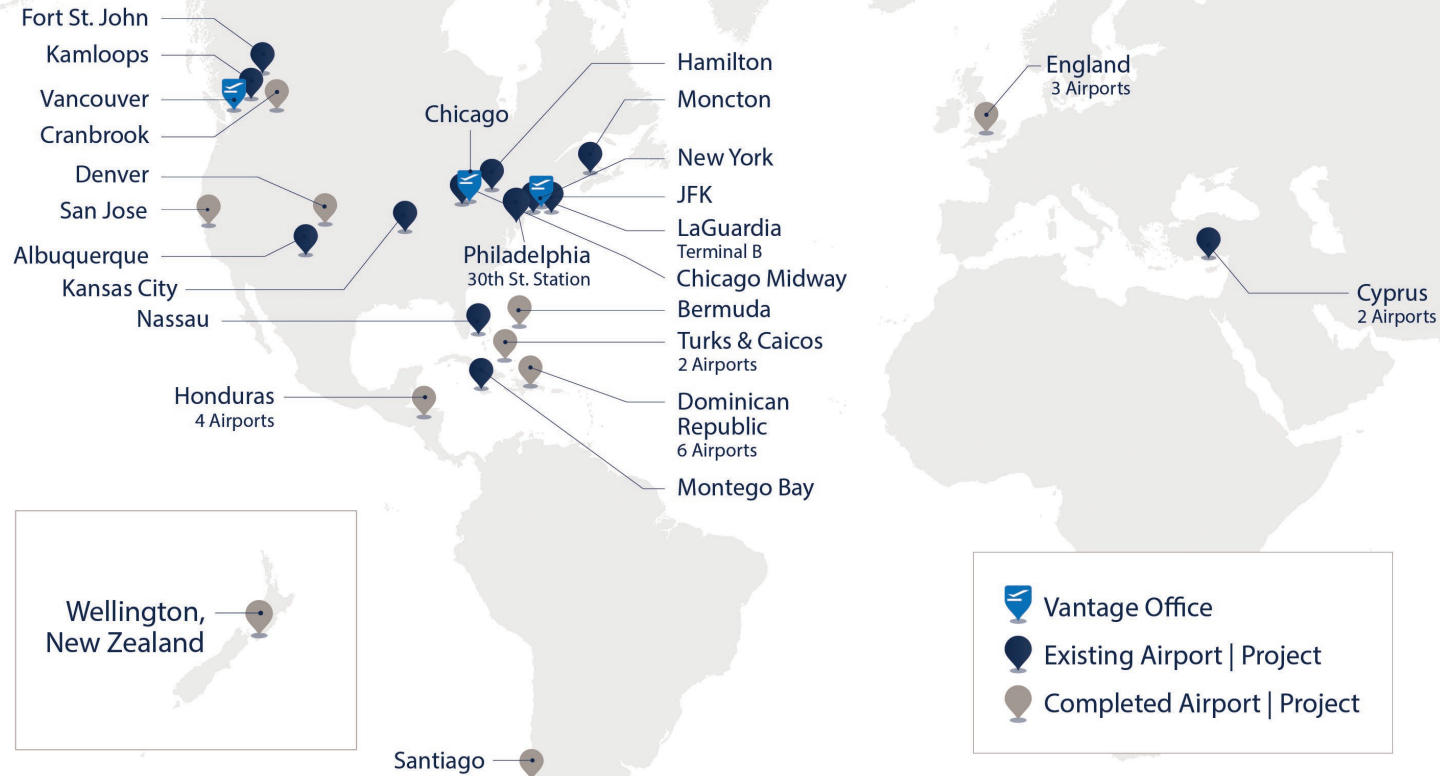 Fort St. John
Kamloops
Vancouver
Cranbrook
Denver
San Jose
Albuquerque
Kansas City
Nassau
Honduras
4 Airports
Chicago
Philadelphia
30th St. Station
Hamilton
Moncton
New York
JFK
LaGuardia
Terminal B
Chicago Midway
Bermuda
Turks & Caicos
2 Airports
Dominican
Republic
6 Airports
Montego Bay
England
3 Airports
Cyprus
2 Airports
Wellington,
New Zealand
Santiago
Vantage Office
Existing Airport | Project
Completed Airport | Project